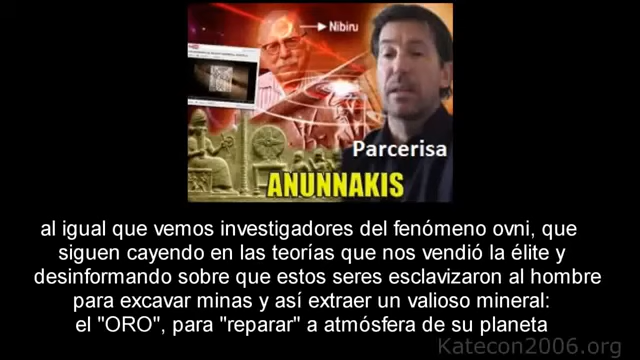 Nibiru
Parcerisa
ANUNNAKIS
al igual que vemos investigadores del fenómeno ovni, que
siguen cayendo en las teorías que nos vendió la élite y
desinformando sobre que estos seres esclavizaron al hombre
para excavar minas y así extraer un valioso mineral:
el "ORO", para "reparar" a atmósfera de su planeta
Katecon2006.org